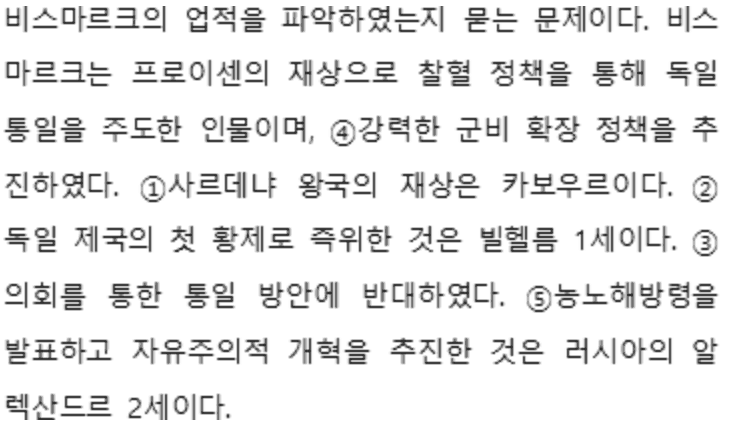 비스마르크의 업적을 파악하였는지 묻는 문제이다. 비스
마르크는 프로이센의 재상으로 찰혈 정책을 통해 독일
통일을 주도한 인물이며, ④강력한 군비 확장 정책을 추
진하였다. ①사르데냐 왕국의 재상은 카보우르이다. ②
독일 제국의 첫 황제로 즉위한 것은 빌헬름 1세이다. ③
의회를 통한 통일 방안에 반대하였다. ⑤농노해방령을
발표하고 자유주의적 개혁을 추진한 것은 러시아의 알
렉산드르 2세이다.